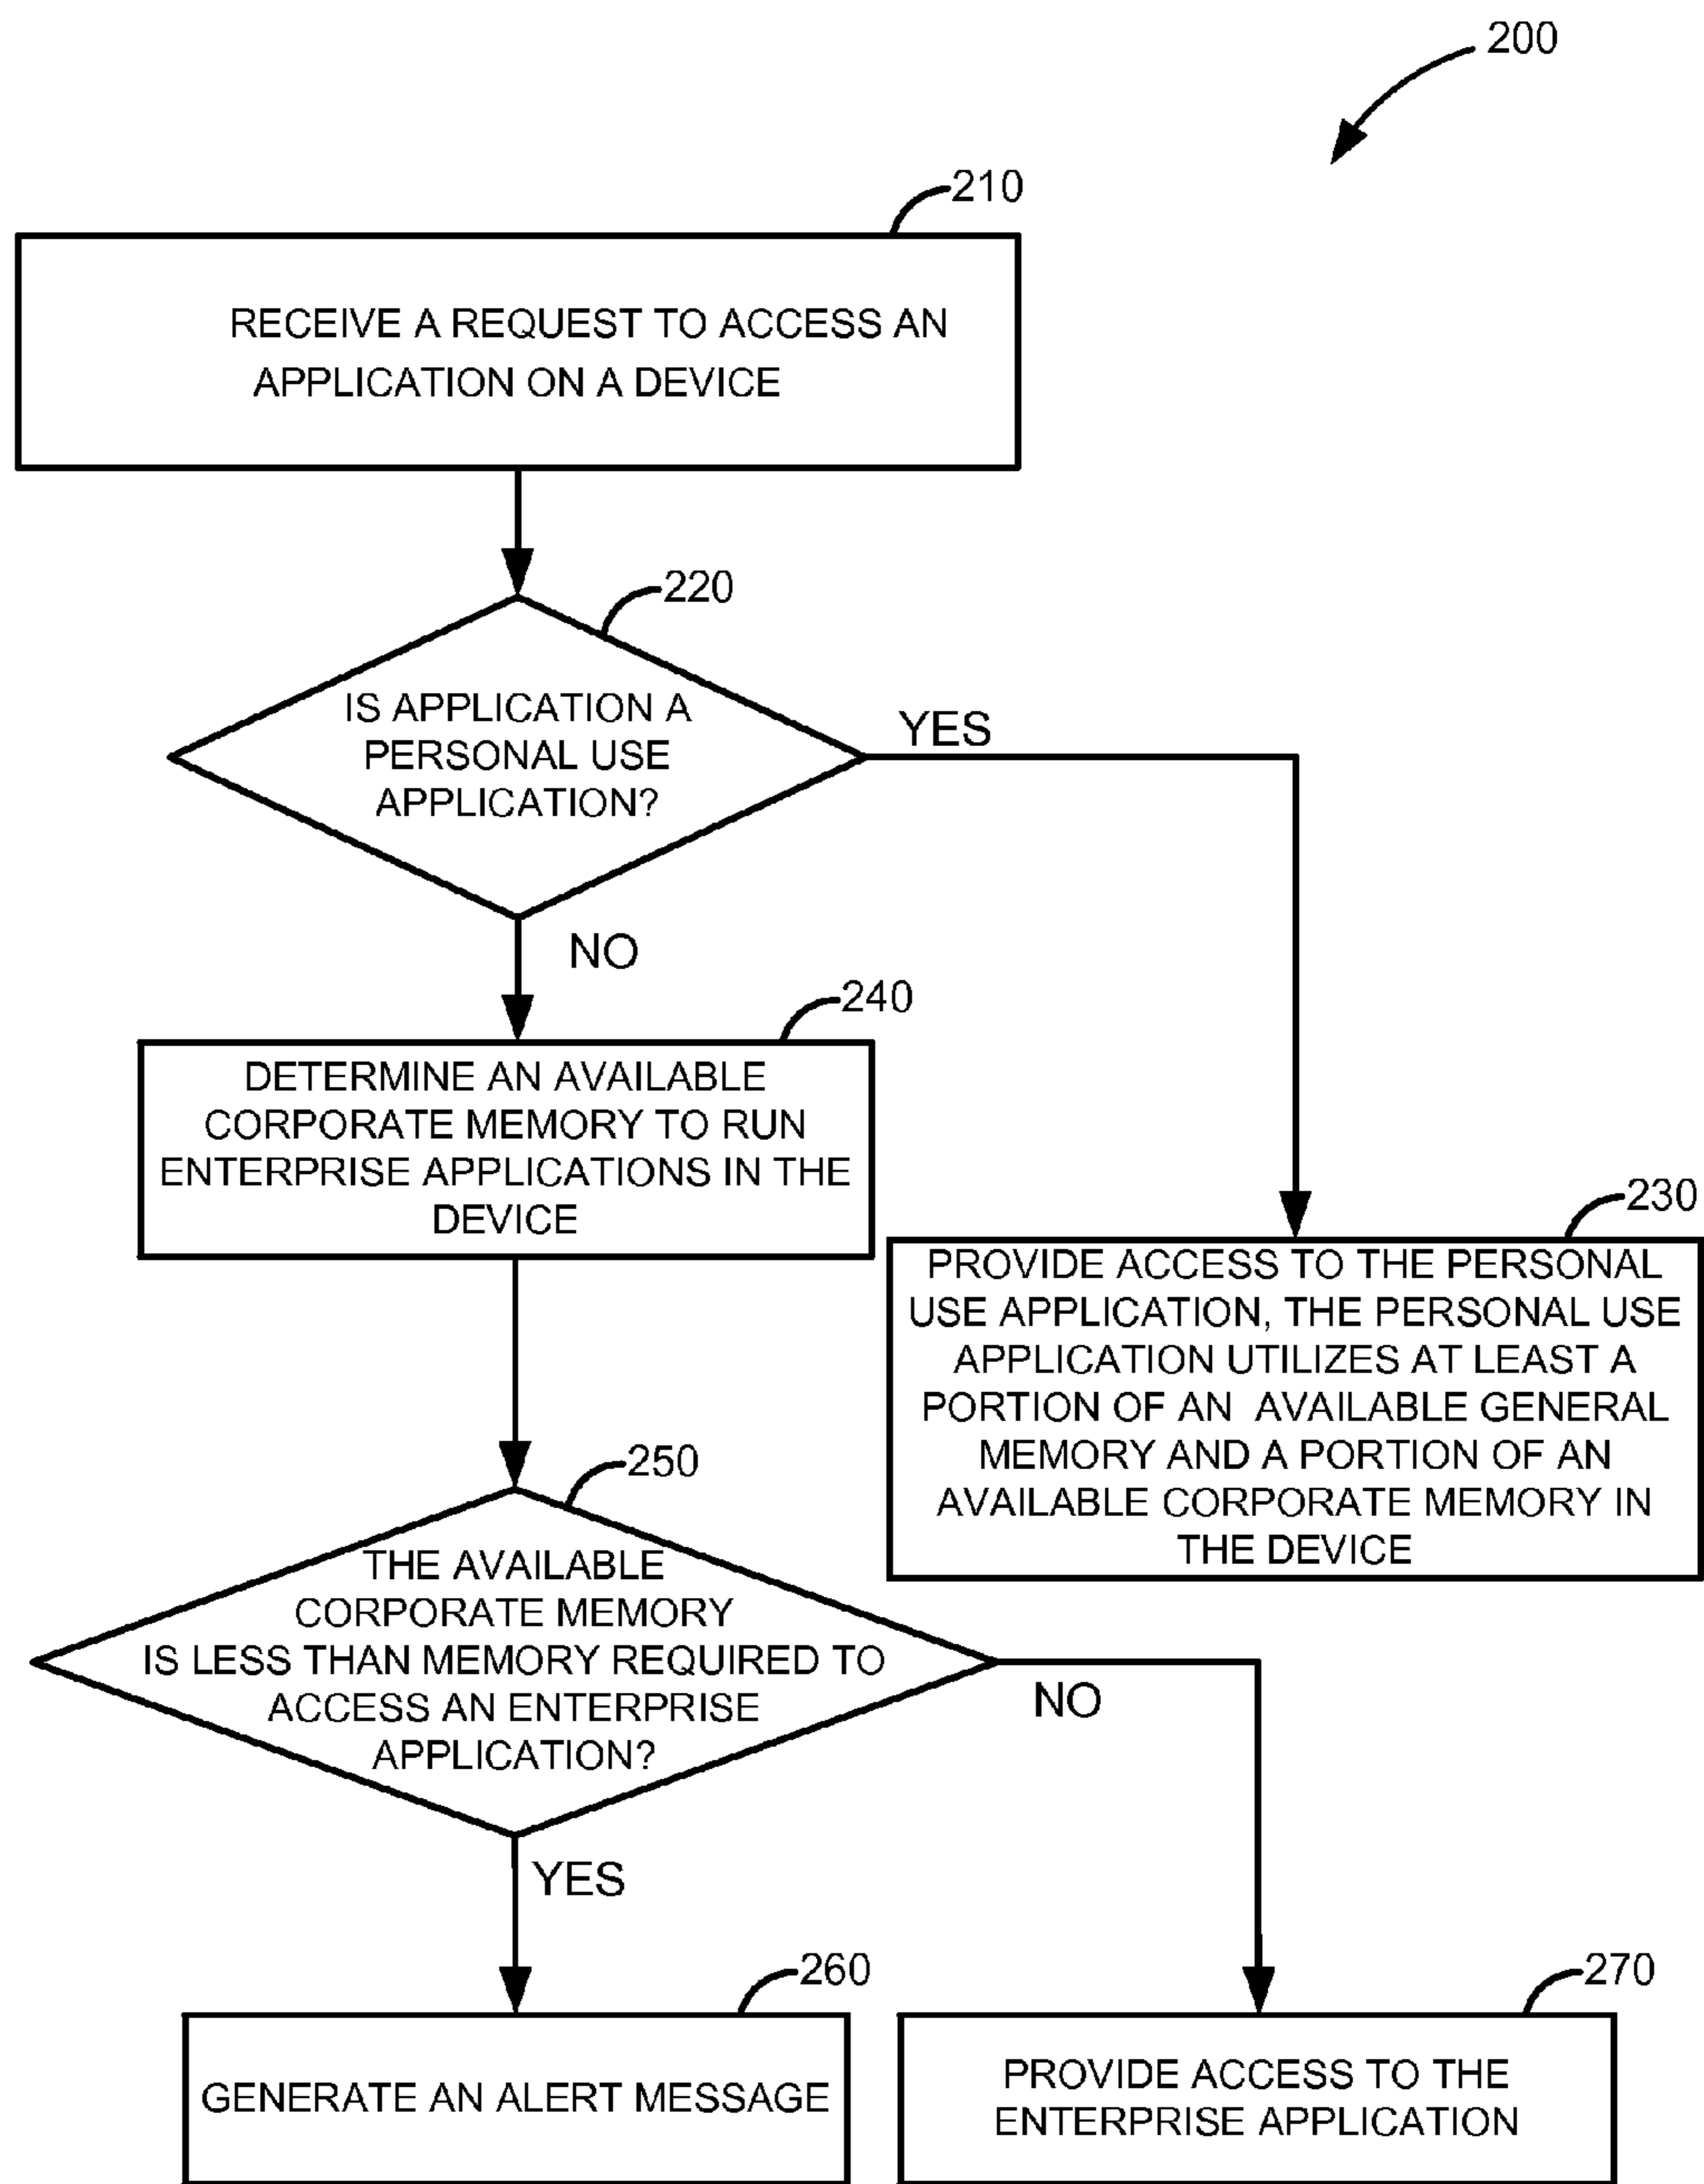 200
210
RECEIVE A REQUEST TO ACCESS AN
APPLICATION ON A DEVICE
220
IS APPLICATION A
PERSONAL USE
APPLICATION?
YES
NO
240
DETERMINE AN AVAILABLE
CORPORATE MEMORY TO RUN
ENTERPRISE APPLICATIONS IN THE
DEVICE
230
PROVIDE ACCESS TO THE PERSONAL
USE APPLICATION, THE PERSONAL USE
APPLICATION UTILIZES AT LEAST A
PORTION OF AN AVAILABLE GENERAL
MEMORY AND A PORTION OF AN
AVAILABLE CORPORATE MEMORY IN
THE DEVICE
250
THE AVAILABLE
CORPORATE MEMORY
IS LESS THAN MEMORY REQUIRED TO
ACCESS AN ENTERPRISE
APPLICATION?
NO
YES
260
GENERATE AN ALERT MESSAGE
270
PROVIDE ACCESS TO THE
ENTERPRISE APPLICATION